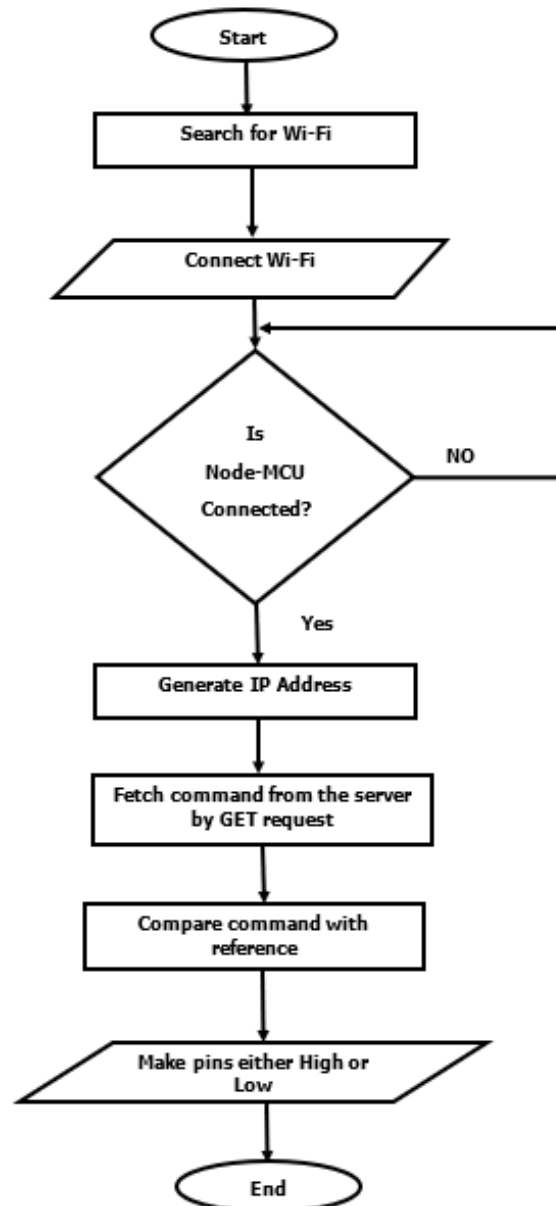 Start
Search for Wi-Fi
Connect Wi-Fi
Is
Node-MCU
Connected?
NO
Yes
Generate IP Address
Fetch command from the server
by GET request
Compare command with
reference
Make pins either High or
Low
End